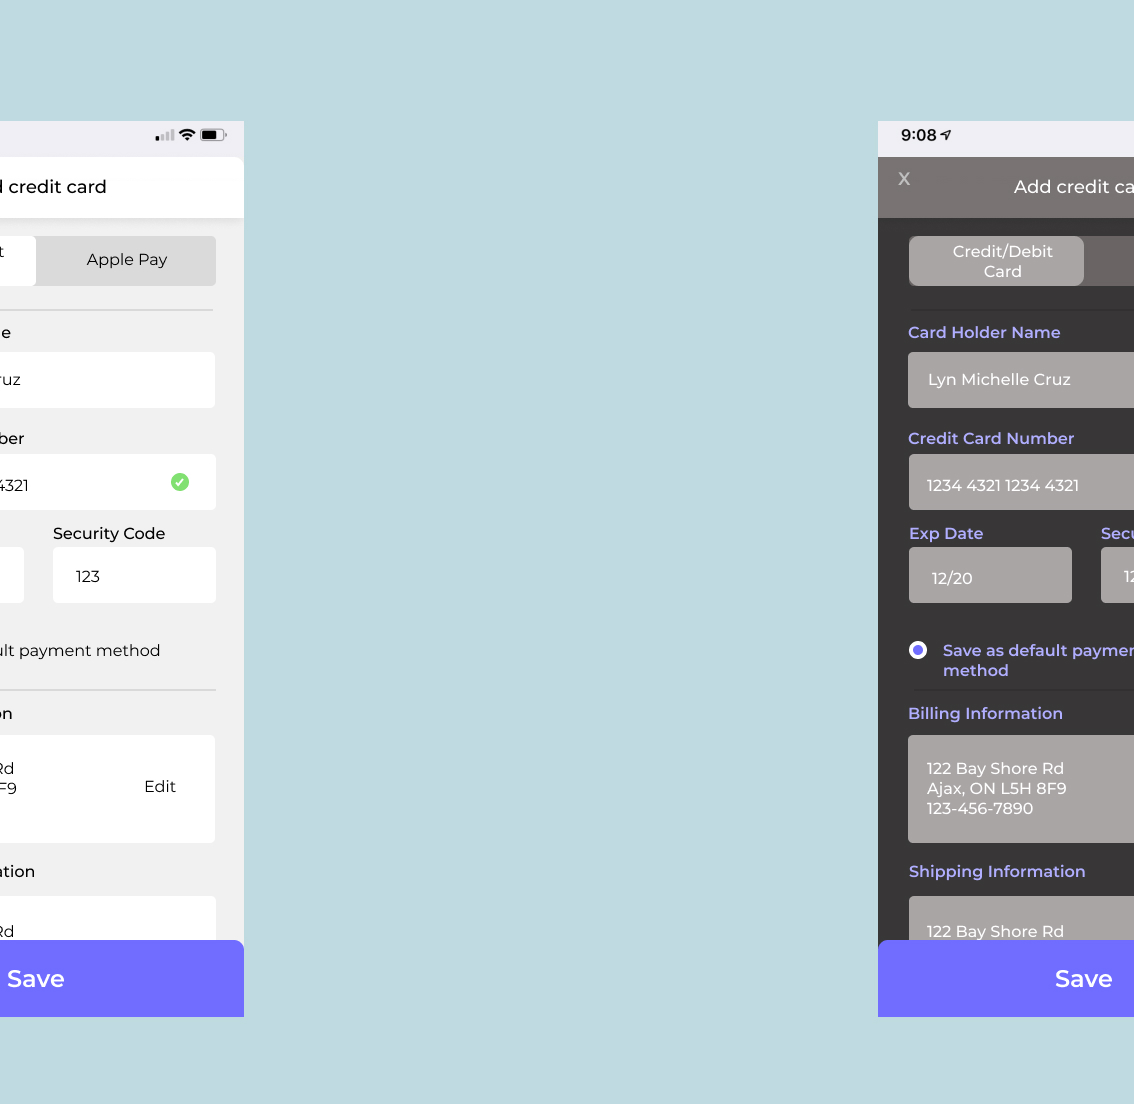 credit card
t
Apple Pay
e
ruz
ber
4321
Security Code
123
ult payment method
on
Rd
F9
Edit
ation
Rd
Save
9:08
X
Add credit ca
Credit/Debit
Card
Card Holder Name
Lyn Michelle Cruz
Credit Card Number
1234 4321 1234 4321
Exp Date
Secu
12/20
12
Save as default paymen
method
Billing Information
122 Bay Shore Rd
Ajax, ON L5H 8F9
123-456-7890
Shipping Information
122 Bay Shore Rd
Save